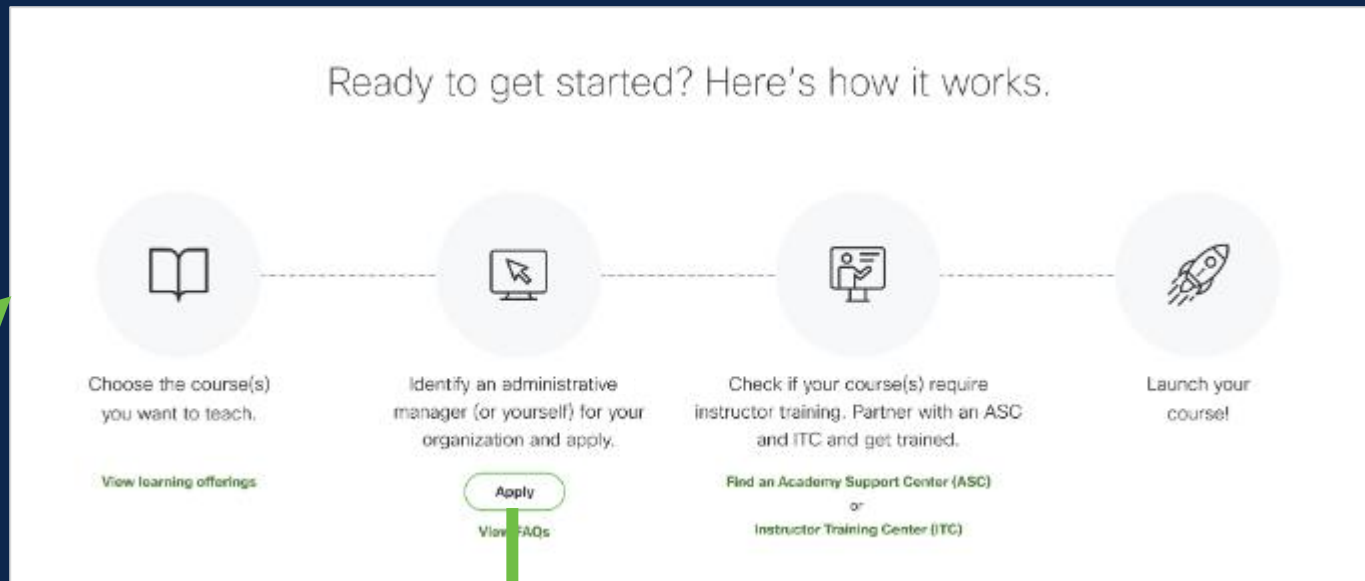 Ready to get started? Here's how it works.
Choose the course(s)
you want to teach.
View learning offerings
Identify an administrative
manager (or yourself) for your
organization and apply.
Apply
View FAQs
Check if your course(s) require
instructor training. Partner with an ASC
and ITC and get trained.
Find an Academy Support Center (ASC)
or
Instructor Training Center (ITC)
Launch your
course!